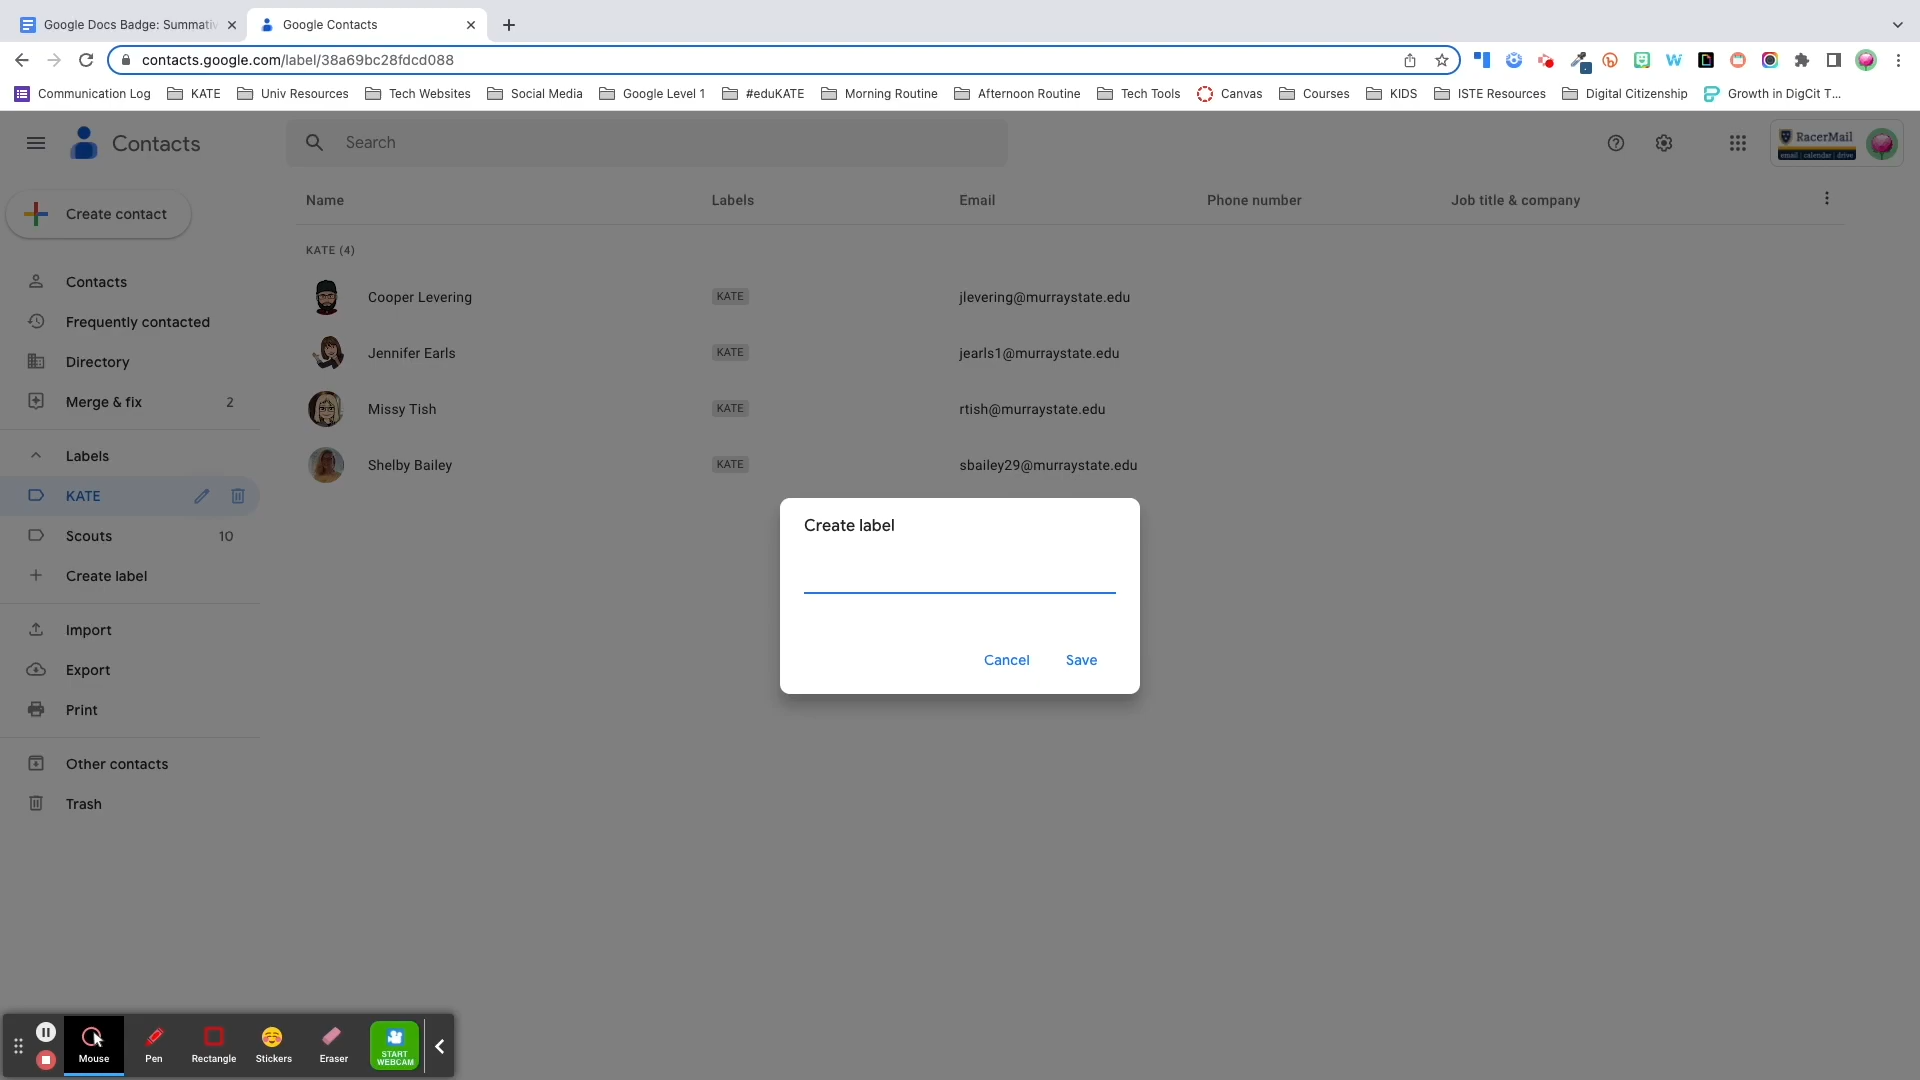 Google Docs Badge: Summativ
Google Contacts
contacts.google.com/label/38a69bc28fdcd088
Communication Log KATE Univ Resources Tech Websites Social Media Google Level 1 #eduKATE Morning Routine Afternoon Routine Tech Tools Canvas Courses KIDS ISTE Resources Digital Citizenship Growth in DigCit T...
Contacts
Search
RacerMail
email | calendar | drive
Create contact
Name Labels Email Phone number Job title & company
KATE (4)
Cooper Levering KATE jlevering@murraystate.edu
Jennifer Earls KATE jearls1@murraystate.edu
Missy Tish KATE rtish@murraystate.edu
Shelby Bailey KATE sbailey29@murraystate.edu
Contacts
Frequently contacted
Directory
Merge & fix 2
Labels
KATE
Scouts 10
Create label
Import
Export
Print
Other contacts
Trash
Create label
Cancel Save
Mouse Pen Rectangle Stickers Eraser
START
WEBCAM